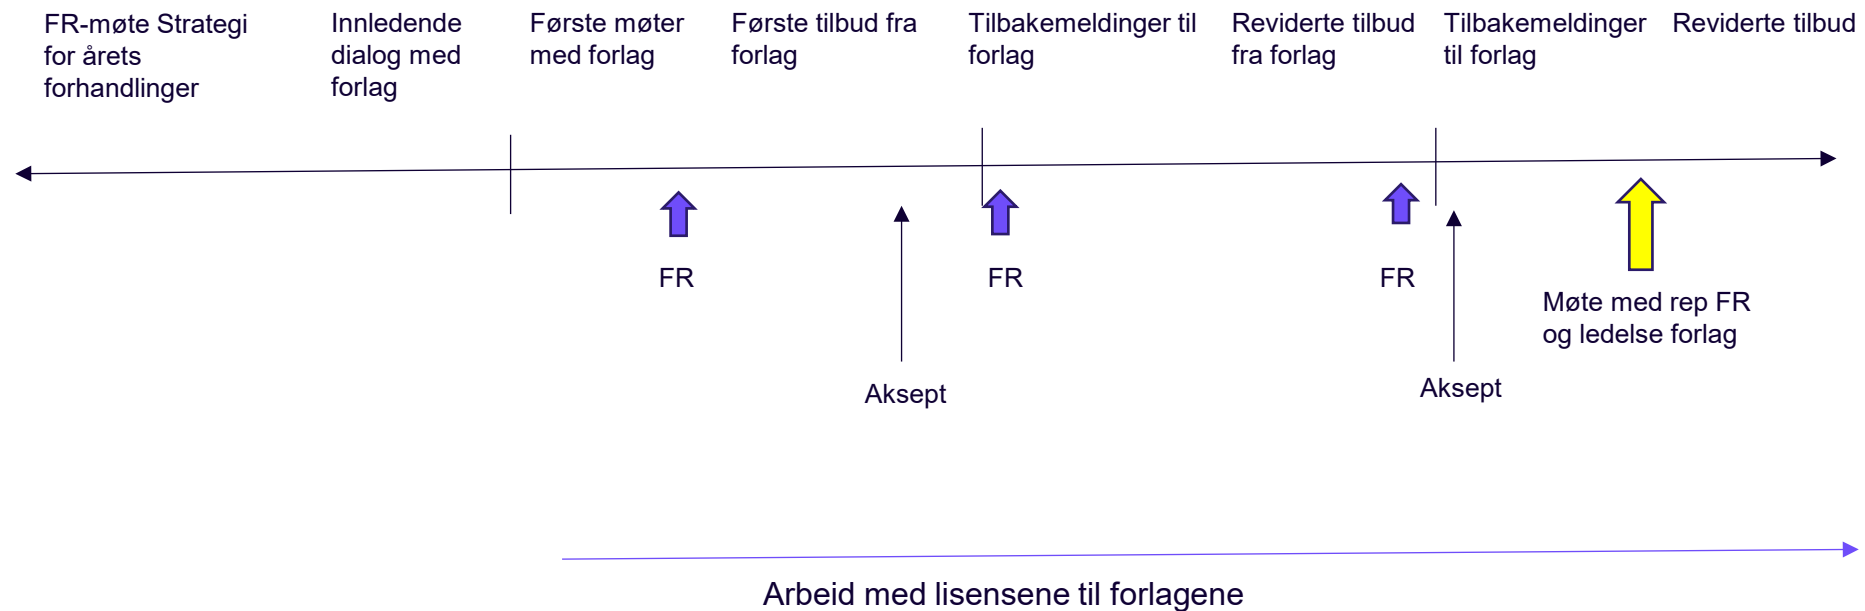 FR-møte Strategi
for årets
forhandlinger
Innledende
dialog med
forlag
Første møter
med forlag
Første tilbud fra
forlag
Tilbakemeldinger til
forlag
Reviderte tilbud
fra forlag
Tilbakemeldinger
til forlag
Reviderte tilbud
FR
FR
FR
Møte med rep FR
og ledelse forlag
Aksept
Aksept
Arbeid med lisensene til forlagene